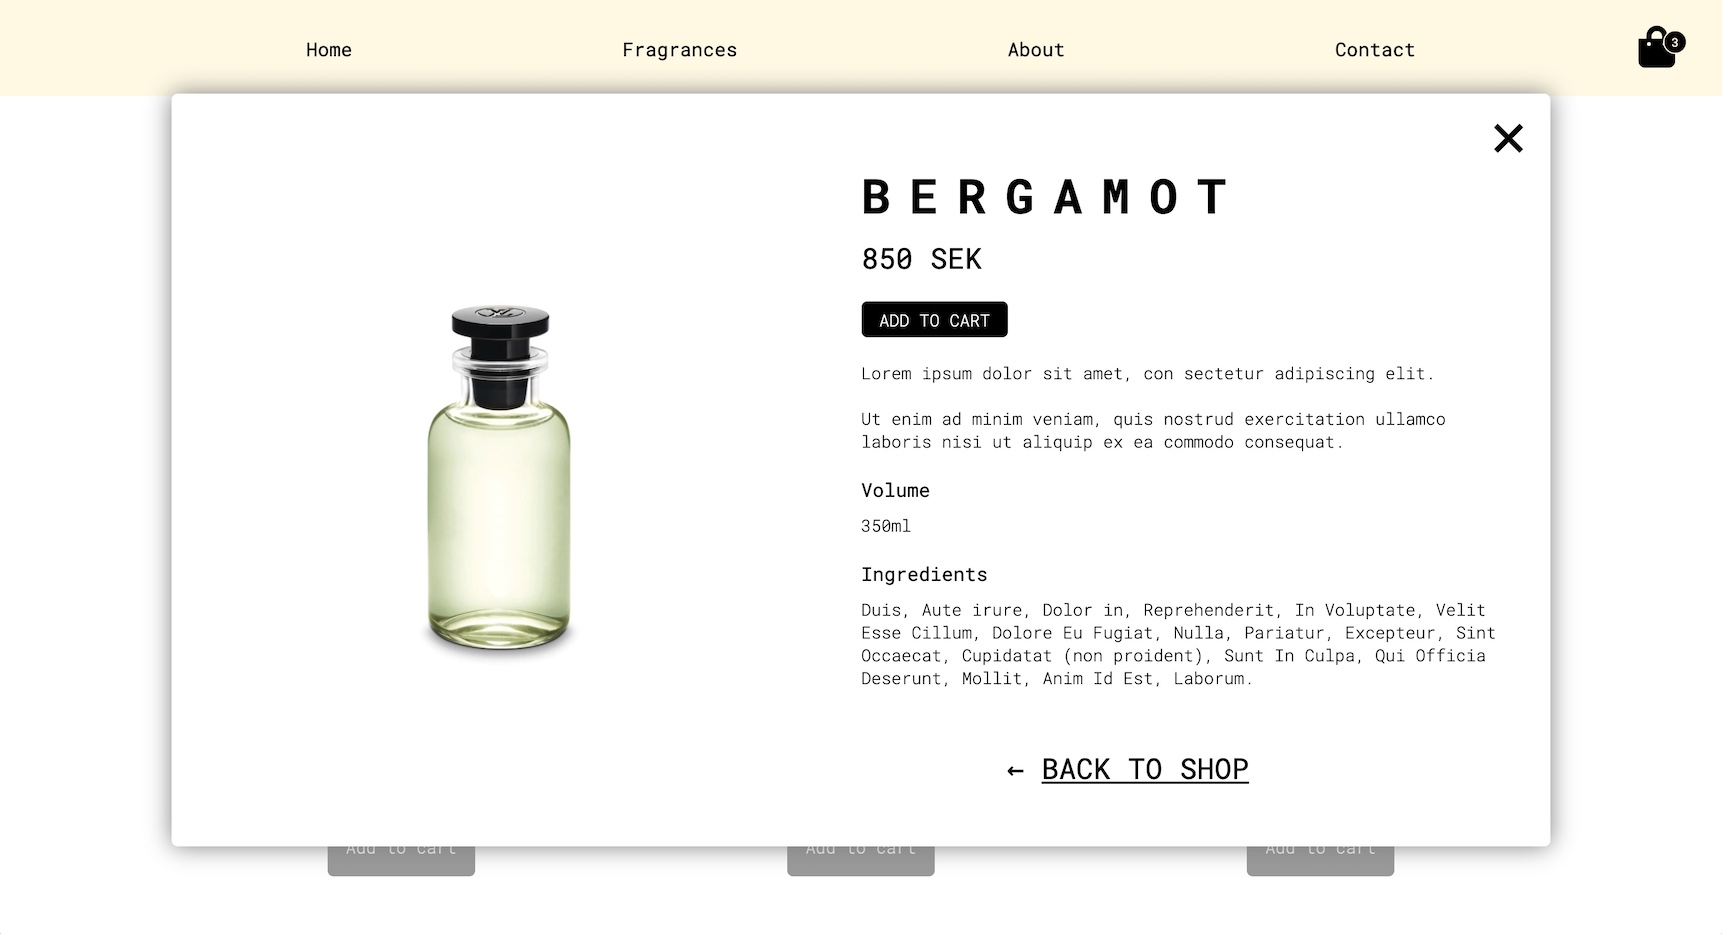 Home
Fragrances
About
Contact
3
BERGAMOT
850 SEK
ADD TO CART
Lorem ipsum dolor sit amet, con sectetur adipiscing elit.
Ut enim ad minim veniam, quis nostrud exercitation ullamco
laboris nisi ut aliquip ex ea commodo consequat.
Volume
350ml
Ingredients
Duis, Aute irure, Dolor in, Reprehenderit, In Voluptate, Velit
Esse Cillum, Dolore Eu Fugiat, Nulla, Pariatur, Excepteur, Sint
Occaecat, Cupidatat (non proident), Sunt In Culpa, Qui Officia
Deserunt, Mollit, Anim Id Est, Laborum.
← BACK TO SHOP
Add to cart
Add to cart
Add to cart